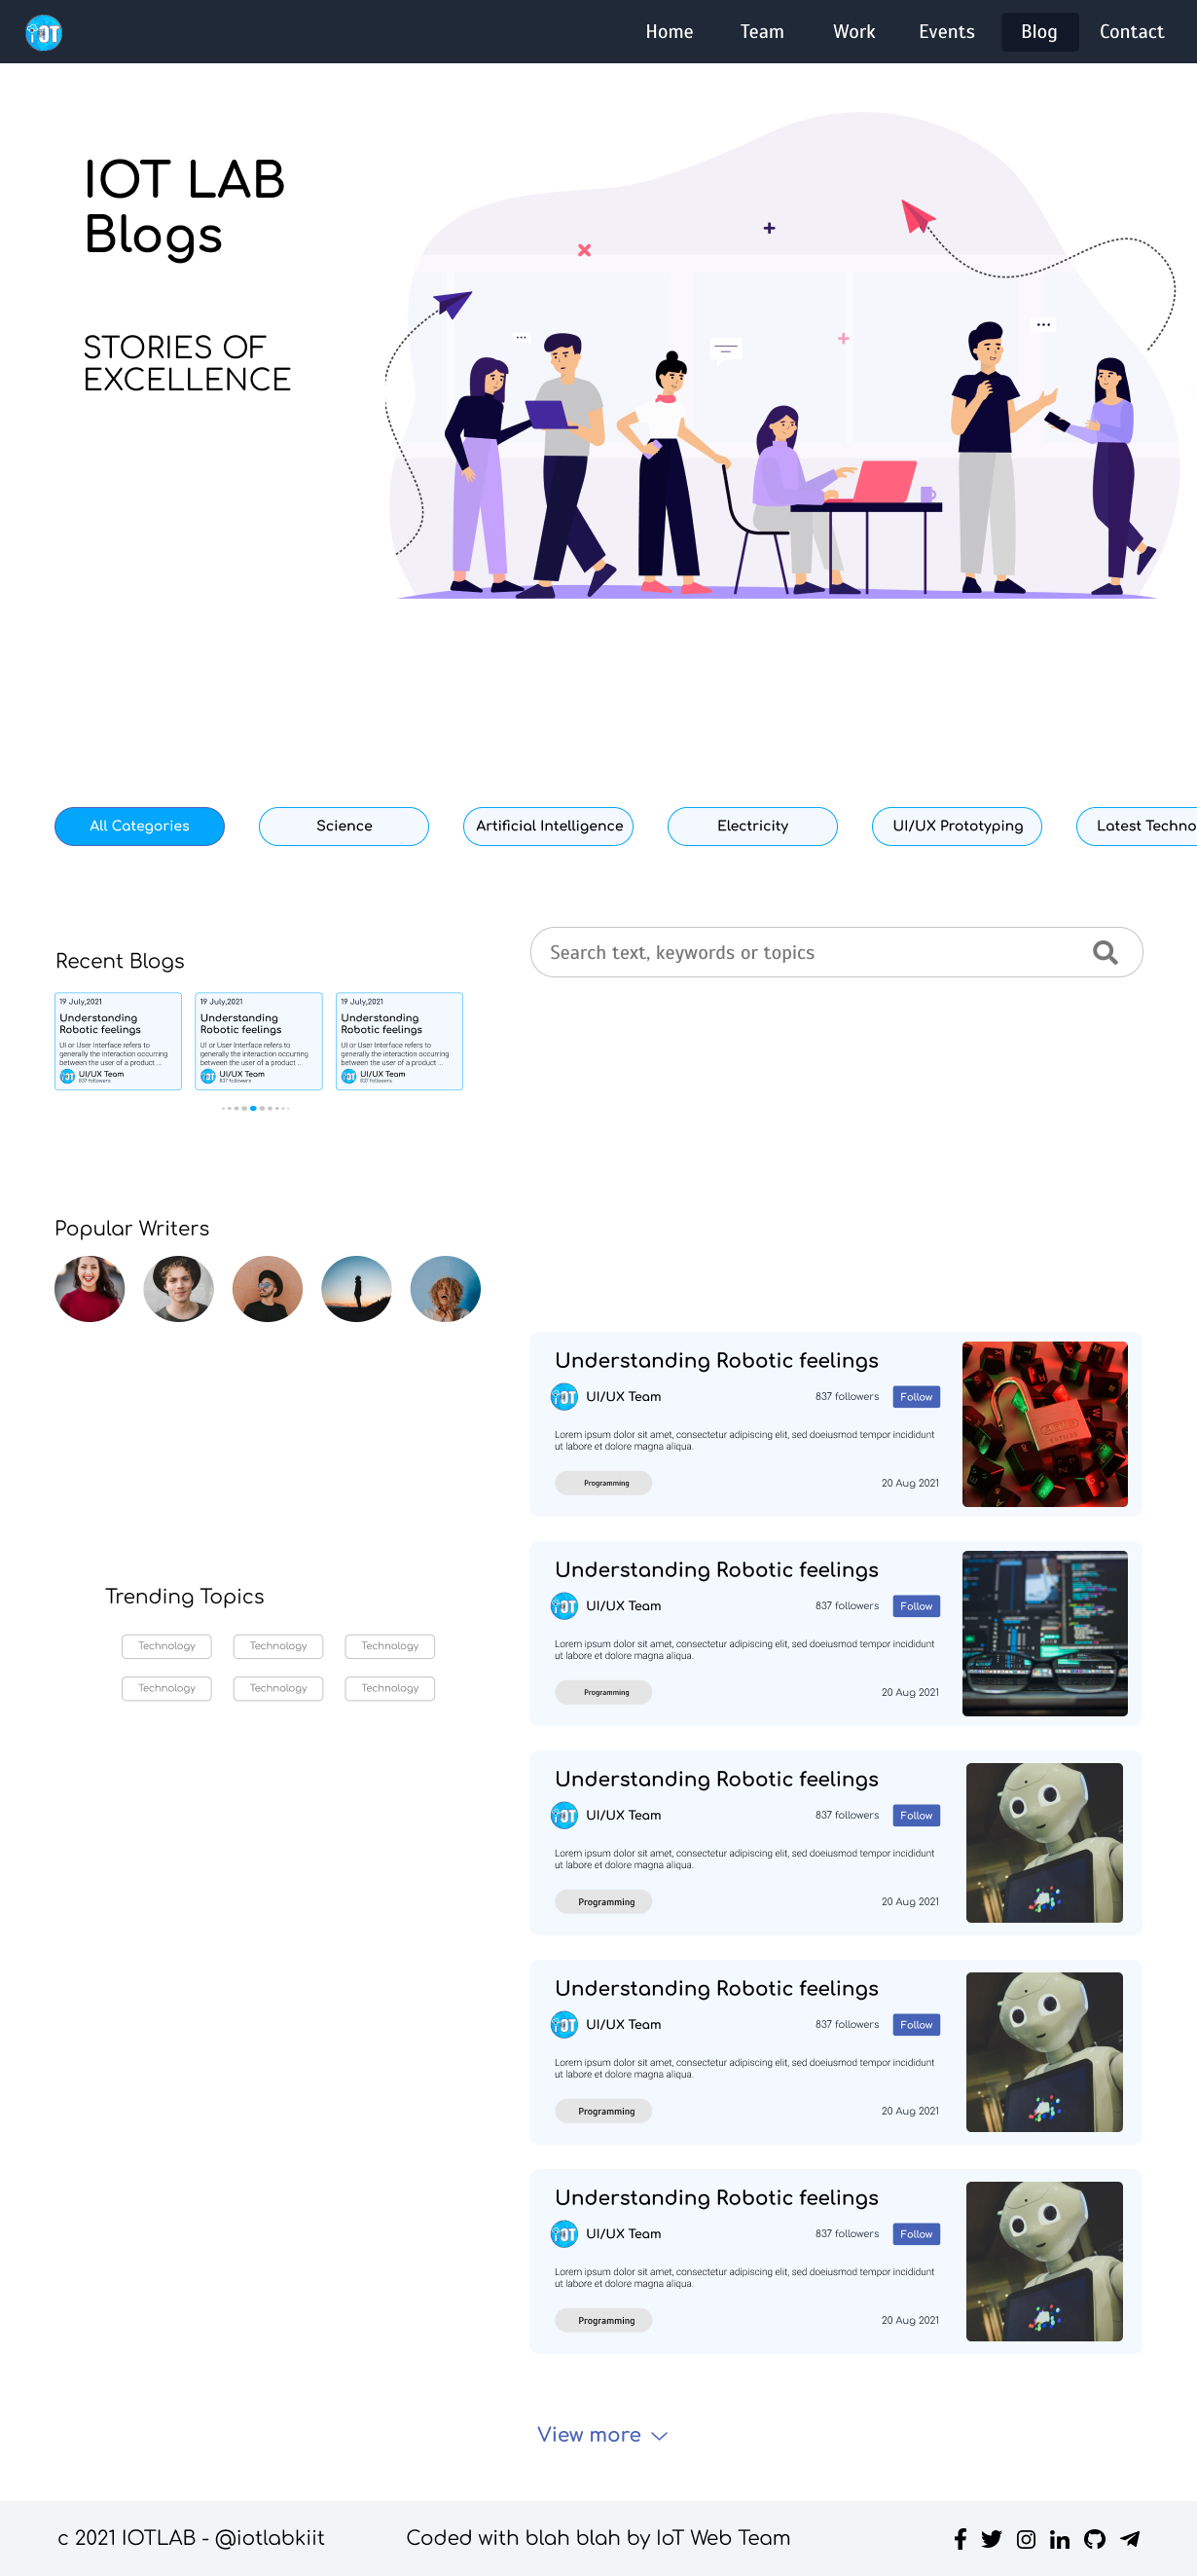 IOT
Home
Team
Work
Events
Blog
Contact
IOT LAB
Blogs
STORIES OF
EXCELLENCE
All Categories
Science
Artificial Intelligence
Electricity
UI/UX Prototyping
Latest Techno
Search text, keywords or topics
Recent Blogs
19 July,2021
Understanding
Robotic feelings
UI or User Interface refers to
generally the interaction occurring
between the user of a product ...
IOT
UI/UX Team
837 followers
19 July,2021
Understanding
Robotic feelings
UI or User Interface refers to
generally the interaction occurring
between the user of a product ...
IOT
UI/UX Team
837 followers
19 July,2021
Understanding
Robotic feelings
UI or User Interface refers to
generally the interaction occurring
between the user of a product ...
IOT
UI/UX Team
837 followers
Popular Writers
Trending Topics
Technology
Technology
Technology
Technology
Technology
Technology
Understanding Robotic feelings
IOT
UI/UX Team
837 followers
Follow
Lorem ipsum dolor sit amet, consectetur adipiscing elit, sed doeiusmod tempor incididunt
ut labore et dolore magna aliqua.
Programming
20 Aug 2021
Understanding Robotic feelings
IOT
UI/UX Team
837 followers
Follow
Lorem ipsum dolor sit amet, consectetur adipiscing elit, sed doeiusmod tempor incididunt
ut labore et dolore magna aliqua.
Programming
20 Aug 2021
Understanding Robotic feelings
IOT
UI/UX Team
837 followers
Follow
Lorem ipsum dolor sit amet, consectetur adipiscing elit, sed doeiusmod tempor incididunt
ut labore et dolore magna aliqua.
Programming
20 Aug 2021
Understanding Robotic feelings
IOT
UI/UX Team
837 followers
Follow
Lorem ipsum dolor sit amet, consectetur adipiscing elit, sed doeiusmod tempor incididunt
ut labore et dolore magna aliqua.
Programming
20 Aug 2021
Understanding Robotic feelings
IOT
UI/UX Team
837 followers
Follow
Lorem ipsum dolor sit amet, consectetur adipiscing elit, sed doeiusmod tempor incididunt
ut labore et dolore magna aliqua.
Programming
20 Aug 2021
View more
c 2021 IOTLAB - @iotlabkiit
Coded with blah blah by IoT Web Team